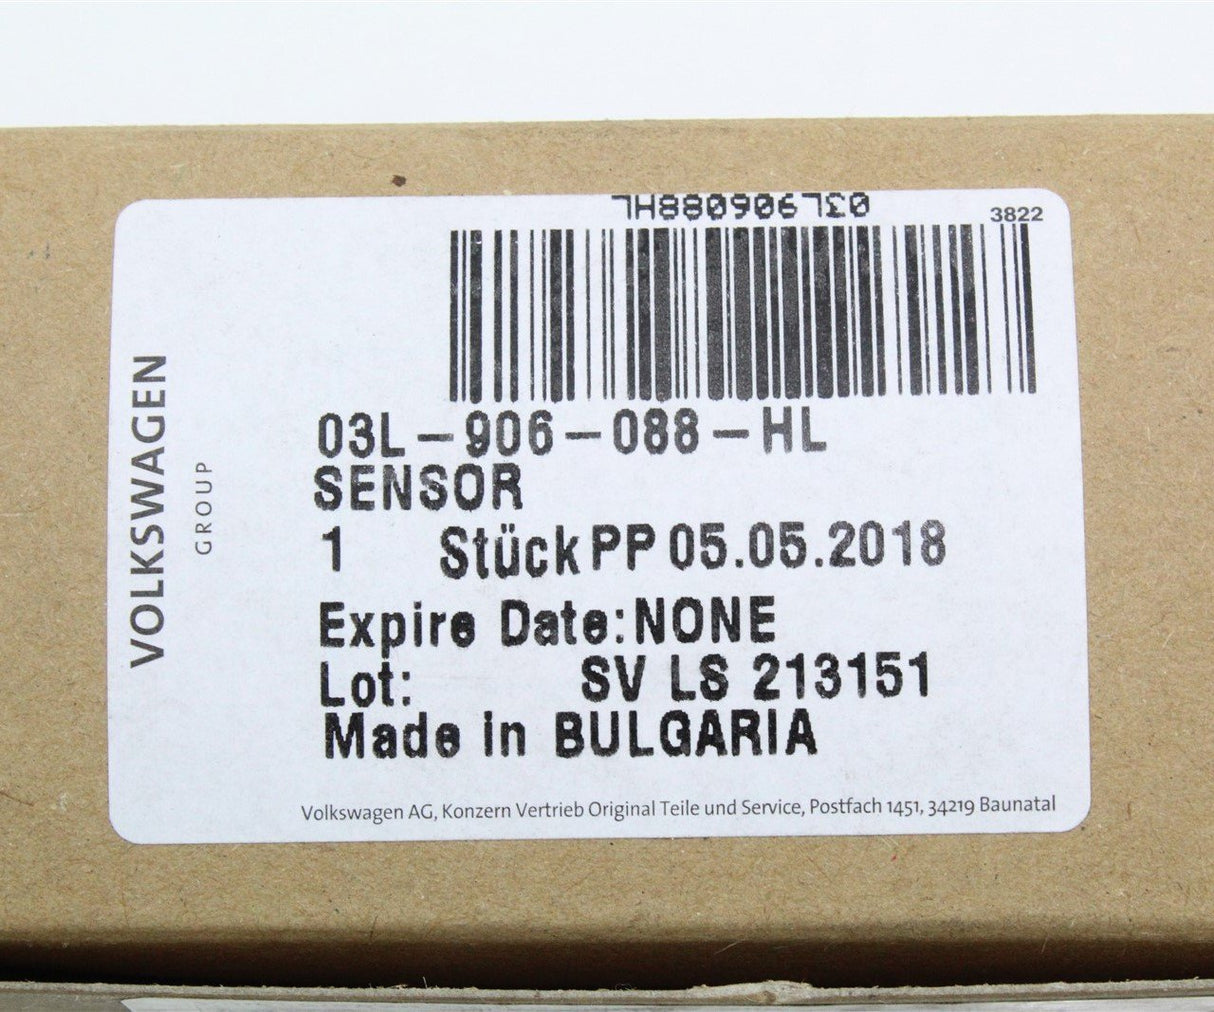 03L906088HL
3822
03L-906-088-HL
SENSOR
1 Stück PP 05.05.2018
Expire Date:NONE
Lot: SV LS 213151
Made in BULGARIA
VOLKSWAGEN
GROUP
Volkswagen AG, Konzern Vertrieb Original Teile und Service, Postfach 1451, 34219 Baunatal